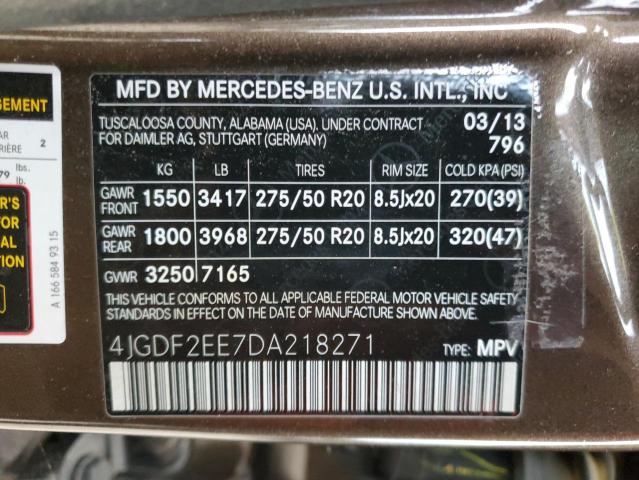 MFD BY MERCEDES-BENZ U.S. INTL., INC
TUSCALOOSA COUNTY, ALABAMA (USA). UNDER CONTRACT 03/13
FOR DAIMLER AG, STUTTGART (GERMANY) 796
KG LB TIRES RIM SIZE COLD KPA (PSI)
GAWR FRONT 1550 3417 275/50 R20 8.5Jx20 270(39)
GAWR REAR 1800 3968 275/50 R20 8.5Jx20 320(47)
GVWR 3250 7165
THIS VEHICLE CONFORMS TO ALL APPLICABLE FEDERAL MOTOR VEHICLE SAFETY
STANDARDS IN EFFECT ON THE DATE OF MANUFACTURE SHOWN ABOVE.
4JGDF2EE7DA218271 TYPE: MPV
GEMENT
2
lbs.
79
A 166 584 93 15